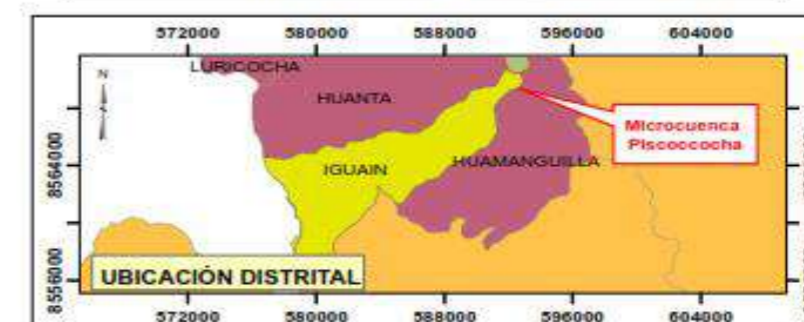 572000 580000 588000 596000 604000
LURICOCHA
N
HUANTA
Microcuenca
Piscoccocha
8564000
IGUAIN
HUAMANGUILLA
8556000
UBICACIÓN DISTRITAL
572000 580000 588000 596000 604000